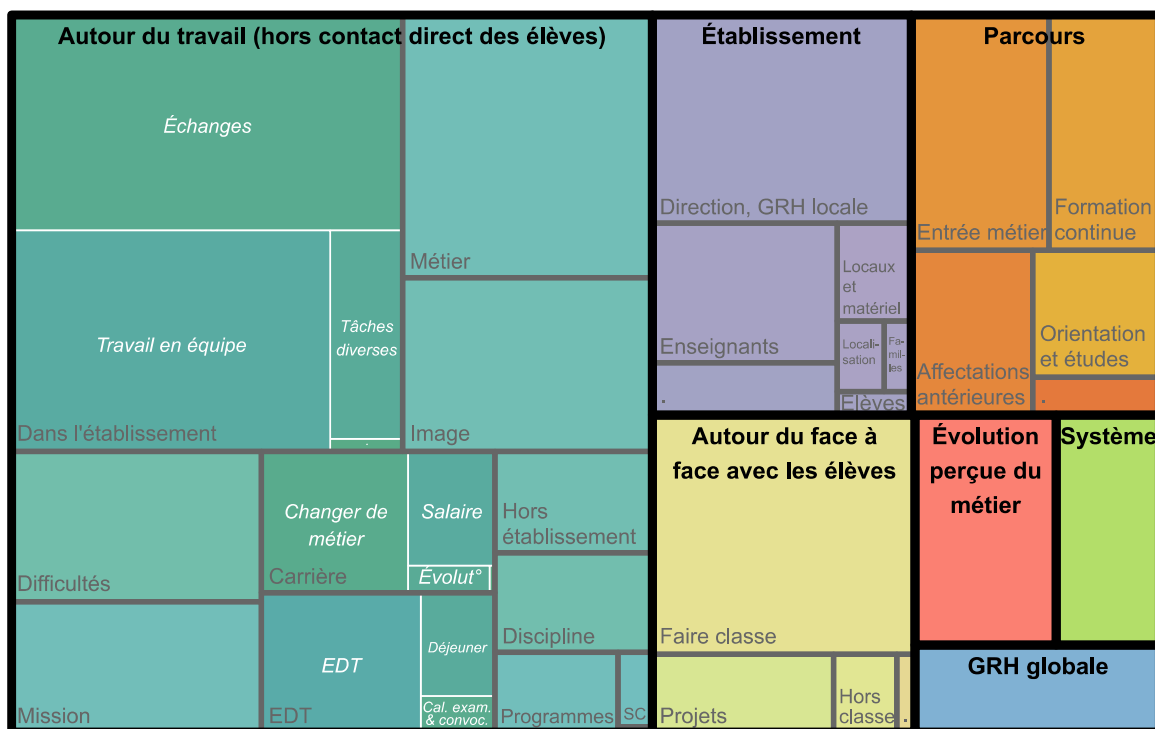 Autour du travail (hors contact direct des élèves)
Échanges
Travail en équipe
Tâches
diverses
.
Dans l'établissement
Métier
Image
Difficultés
Mission
Changer de
métier
Salaire
Évolut°
Carrière
EDT
Déjeuner
Cal. exam.
& convoc.
EDT
Hors
établissement
Discipline
Programmes
SC
Établissement
Direction, GRH locale
Enseignants
.
Locaux
et
matériel
Locali-
sation
Fa-
mil-
les
Elèves
Parcours
Entrée métier
Formation
continue
Affectations
antérieures
Orientation
et études
.
Autour du face à
face avec les élèves
Faire classe
Projets
Hors
classe
.
Évolution
perçue du
métier
Système
GRH globale